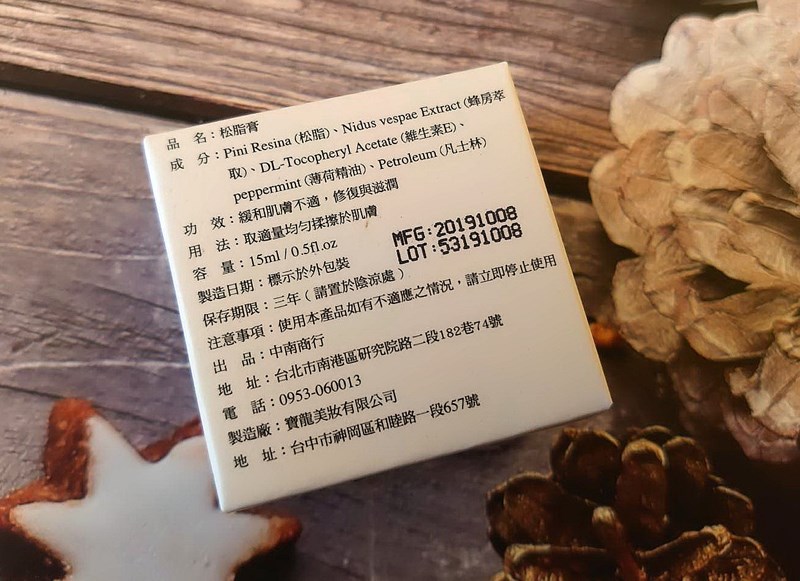 品　名：松脂膏
成　分：Pini Resina (松脂)、Nidus vespae Extract (蜂房萃
取)、DL-Tocopheryl Acetate (維生素E)、
peppermint (薄荷精油)、Petroleum (凡士林)
功　效：緩和肌膚不適，修復與滋潤
用　法：取適量均勻揉擦於肌膚
容　量：15ml / 0.5fl.oz
MFG:20191008
LOT:53191008
製造日期：標示於外包裝
保存期限：三年（請置於陰涼處）
注意事項：使用本產品如有不適應之情況，請立即停止使用
出　品：中南商行
地　址：台北市南港區研究院路二段182巷74號
電　話：0953-060013
製造廠：寶龍美妝有限公司
地　址：台中市神岡區和睦路一段657號